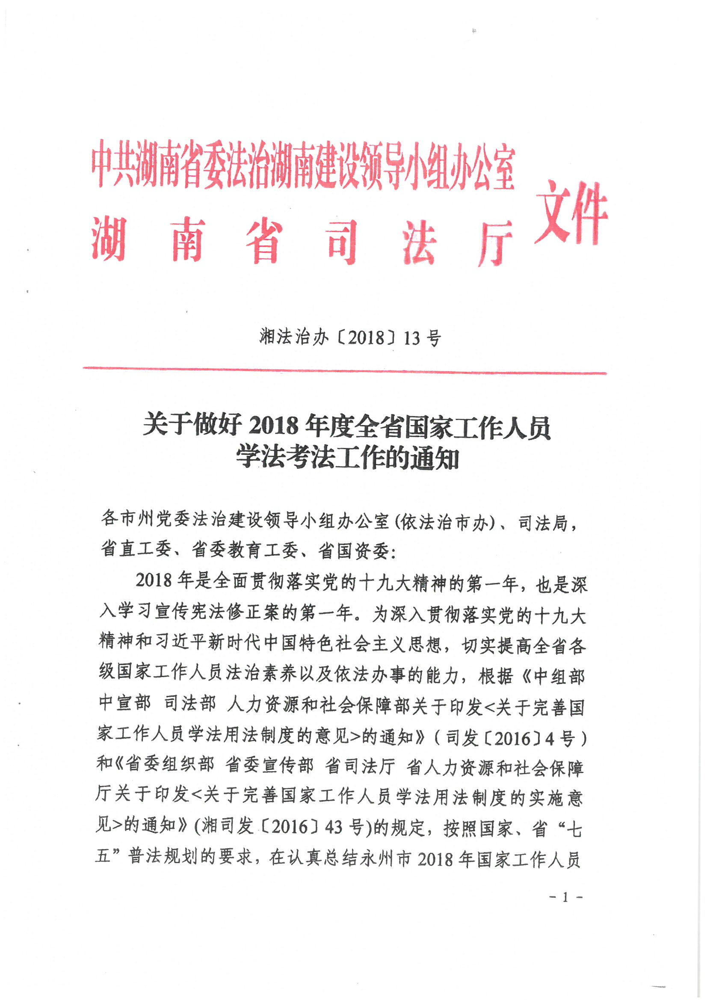 中共湖南省委法治湖南建设领导小组办公室
湖南省司法厅
文件
湘法治办〔2018〕13号
关于做好2018年度全省国家工作人员
学法考法工作的通知
各市州党委法治建设领导小组办公室(依法治市办)、司法局，
省直工委、省委教育工委、省国资委：
2018年是全面贯彻落实党的十九大精神的第一年，也是深
入学习宣传宪法修正案的第一年。为深入贯彻落实党的十九大
精神和习近平新时代中国特色社会主义思想，切实提高全省各
级国家工作人员法治素养以及依法办事的能力，根据《中组部
中宣部 司法部 人力资源和社会保障部关于印发<关于完善国
家工作人员学法用法制度的意见>的通知》（司发〔2016〕4号）
和《省委组织部 省委宣传部 省司法厅 省人力资源和社会保障
厅关于印发<关于完善国家工作人员学法用法制度的实施意
见>的通知》(湘司发〔2016〕43号)的规定，按照国家、省“七
五”普法规划的要求，在认真总结永州市2018年国家工作人员
- 1 -